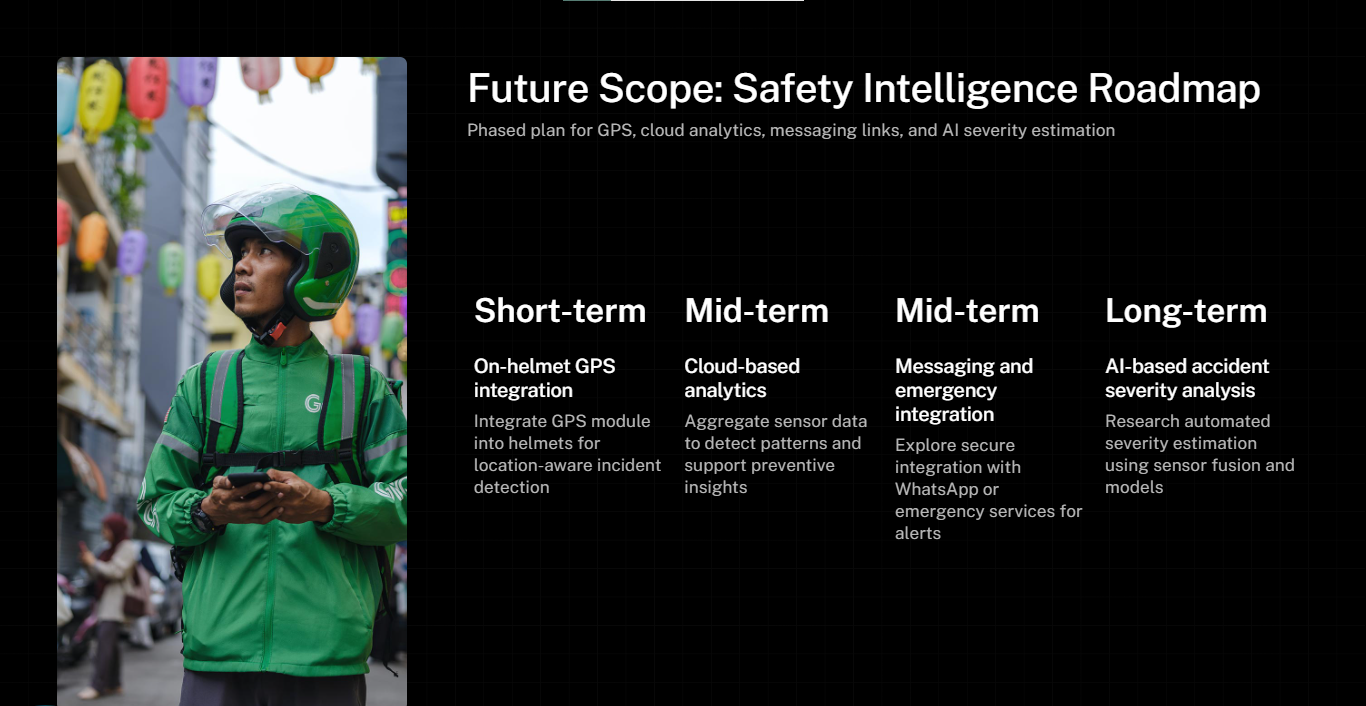 Future Scope: Safety Intelligence Roadmap
Phased plan for GPS, cloud analytics, messaging links, and AI severity estimation
Short-term
On-helmet GPS
integration
Integrate GPS module
into helmets for
location-aware incident
detection
Mid-term
Cloud-based
analytics
Aggregate sensor data
to detect patterns and
support preventive
insights
Mid-term
Messaging and
emergency
integration
Explore secure
integration with
WhatsApp or
emergency services for
alerts
Long-term
AI-based accident
severity analysis
Research automated
severity estimation
using sensor fusion and
models
G